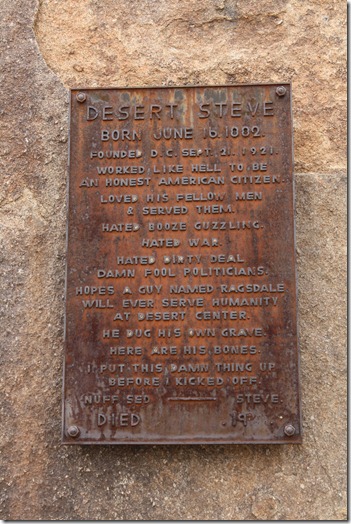 DESERT STEVE
BORN JUNE 16. 1882.
FOUNDED D.C. SEPT. 21. 1921.
WORKED LIKE HELL TO BE
AN HONEST AMERICAN CITIZEN.
LOVED HIS FELLOW MEN
& SERVED THEM.
HATED BOOZE GUZZLING.
HATED WAR.
HATED DIRTY DEAL
DAMN FOOL POLITICIANS.
HOPES A GUY NAMED RAGSDALE
WILL EVER SERVE HUMANITY
AT DESERT CENTER.
HE DUG HIS OWN GRAVE.
HERE ARE HIS BONES.
I PUT THIS DAMN THING UP
BEFORE I KICKED OFF.
NUFF SED STEVE.
DIED 19